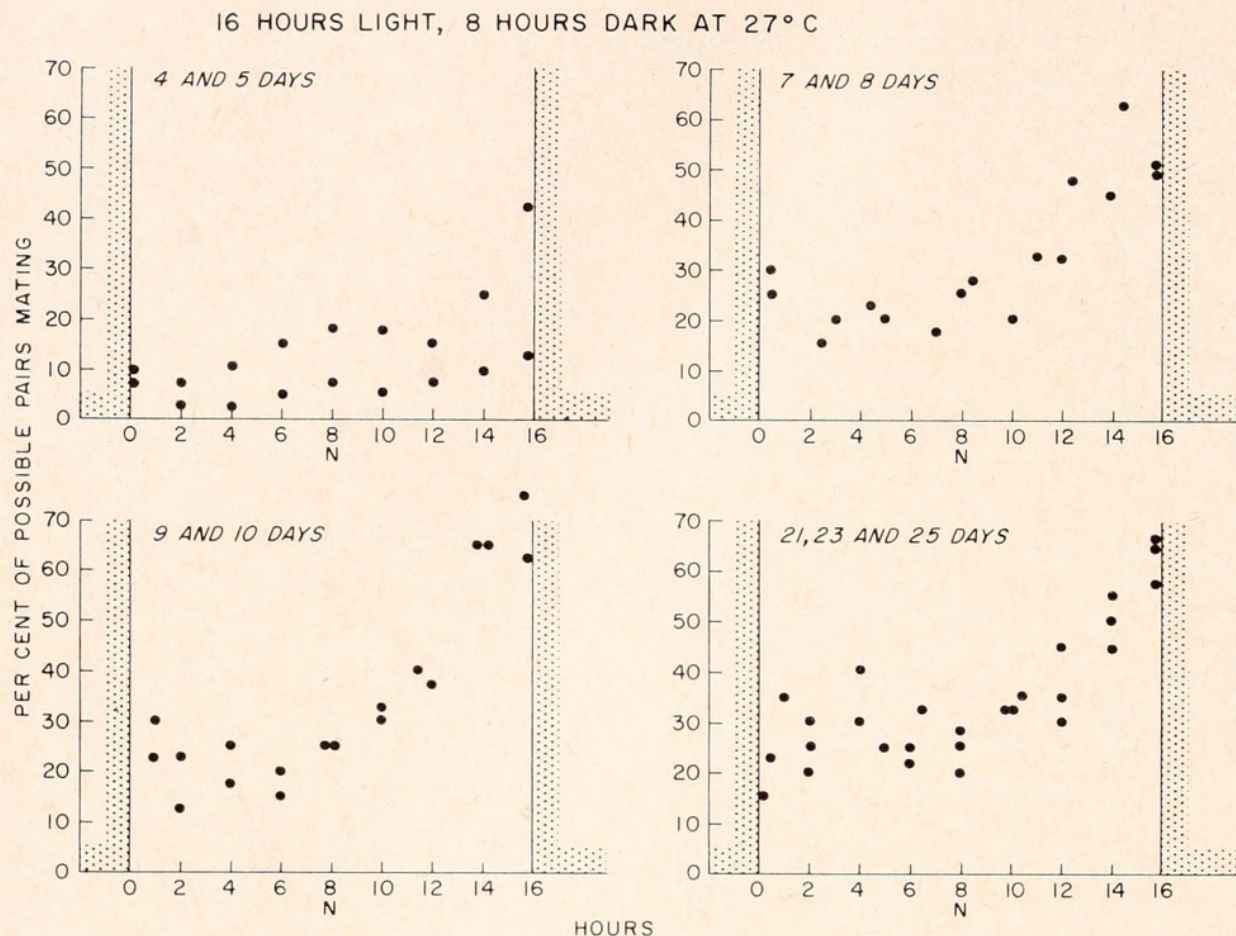 16 HOURS LIGHT, 8 HOURS DARK AT 27° C
PER CENT OF POSSIBLE PAIRS MATING
4 AND 5 DAYS
70
60
50
40
30
20
10
0
0 2 4 6 8 10 12 14 16
N
7 AND 8 DAYS
70
60
50
40
30
20
10
0
0 2 4 6 8 10 12 14 16
N
9 AND 10 DAYS
70
60
50
40
30
20
10
0
0 2 4 6 8 10 12 14 16
N
21, 23 AND 25 DAYS
70
60
50
40
30
20
10
0
0 2 4 6 8 10 12 14 16
N
HOURS